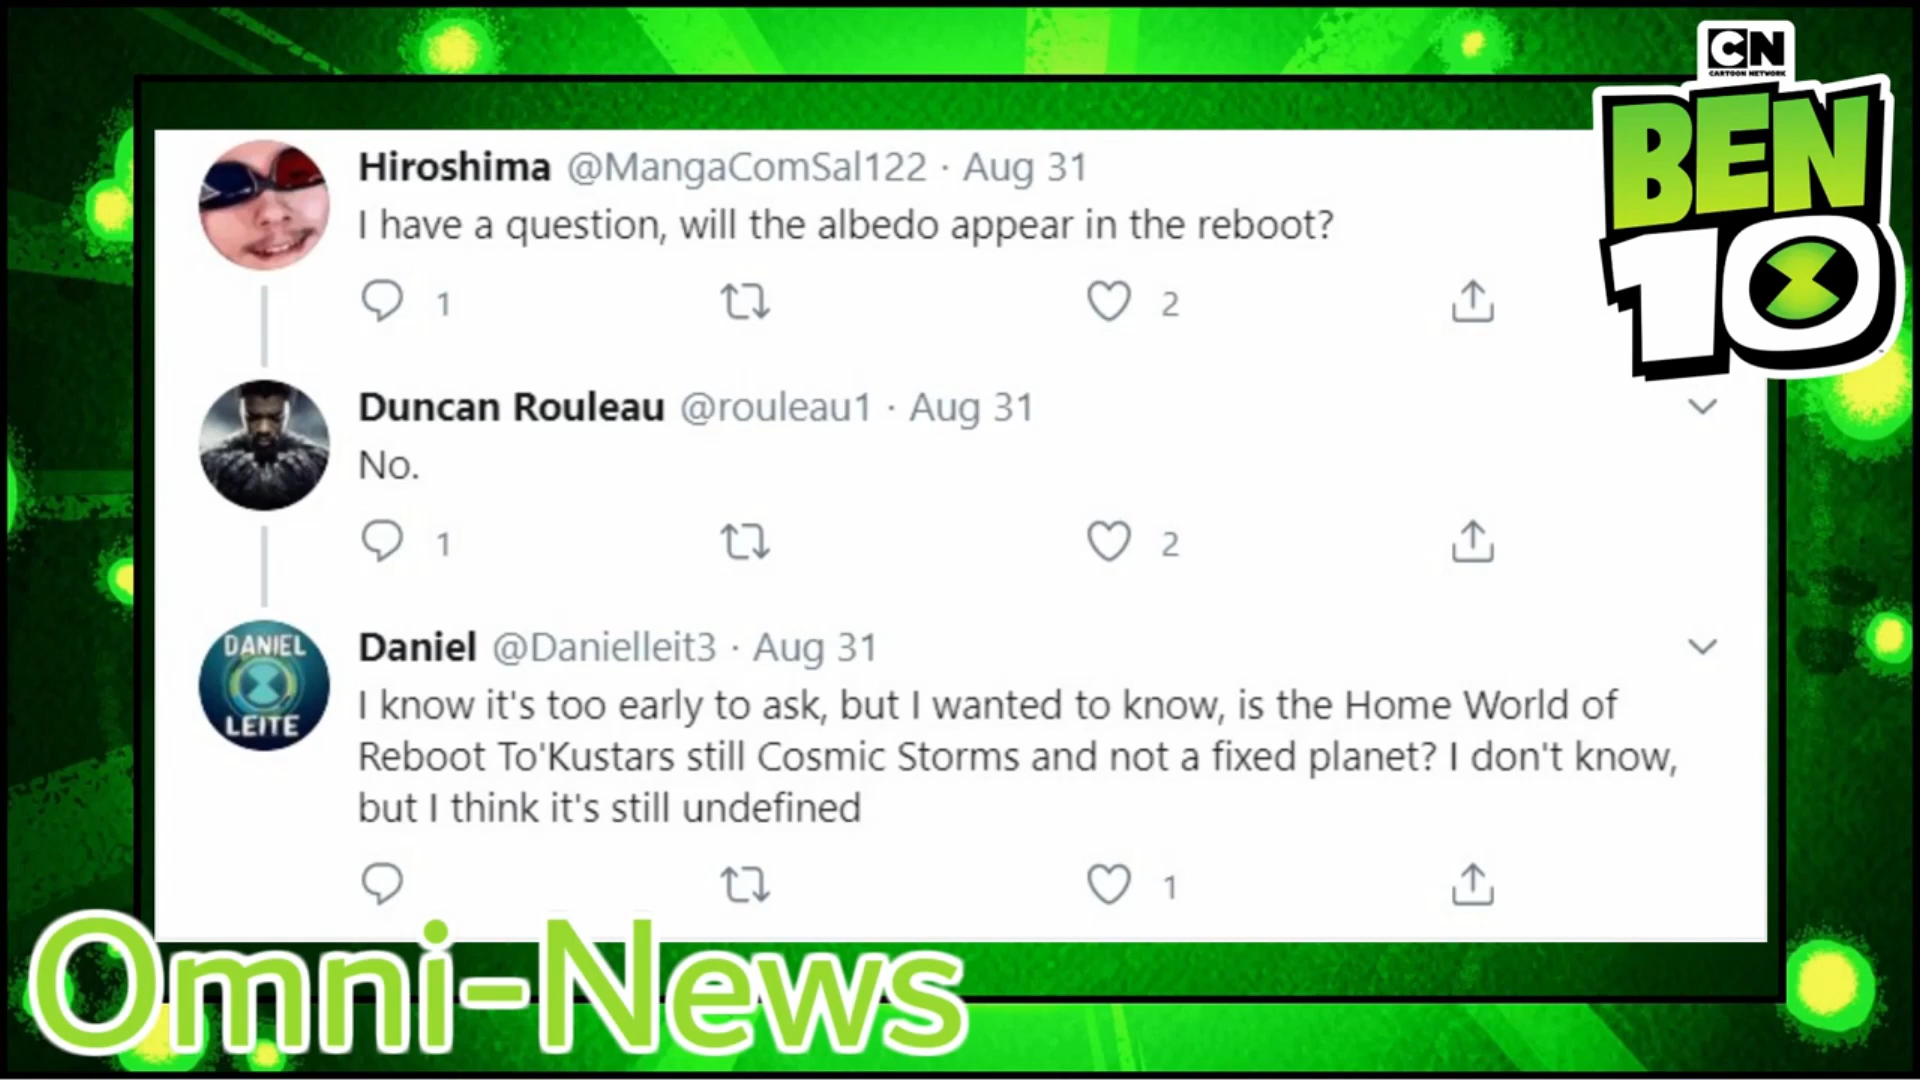 CN
CARTOON NETWORK
BEN
10
Hiroshima @MangaComSal122 · Aug 31
I have a question, will the albedo appear in the reboot?
1 2
Duncan Rouleau @rouleau1 · Aug 31
No.
1 2
DANIEL
LEITE
Daniel @Danielleit3 · Aug 31
I know it's too early to ask, but I wanted to know, is the Home World of
Reboot To'Kustars still Cosmic Storms and not a fixed planet? I don't know,
but I think it's still undefined
1
Omni-News